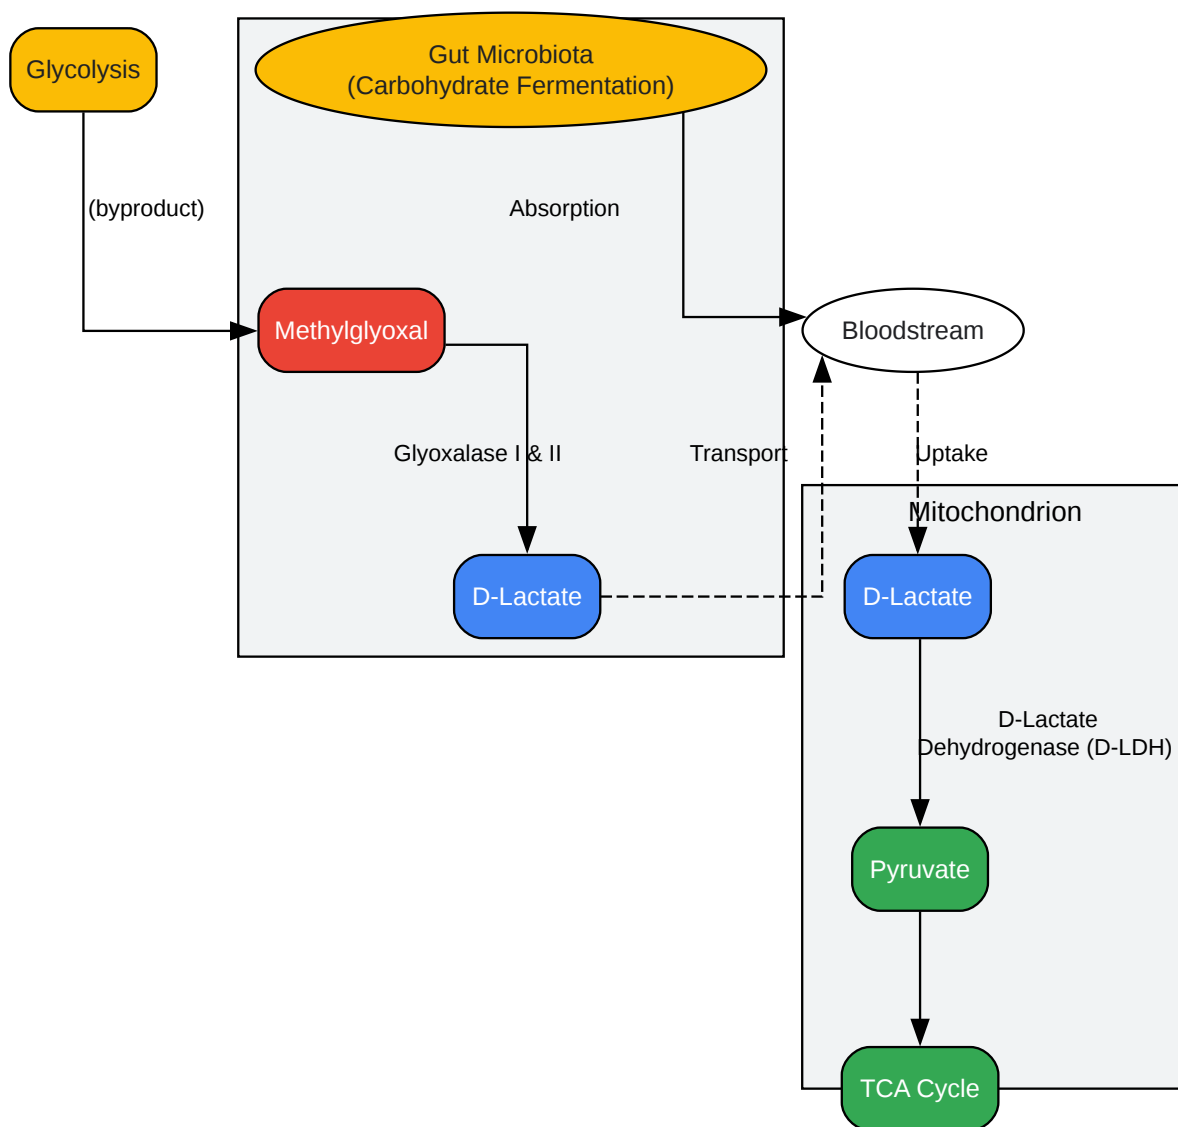 Glycolysis
Gut Microbiota
(Carbohydrate Fermentation)
(byproduct)
Absorption
Methylglyoxal
Bloodstream
Glyoxalase I & II
Transport
Uptake
Mitochondrion
D-Lactate
D-Lactate
D-Lactate
Dehydrogenase (D-LDH)
Pyruvate
TCA Cycle